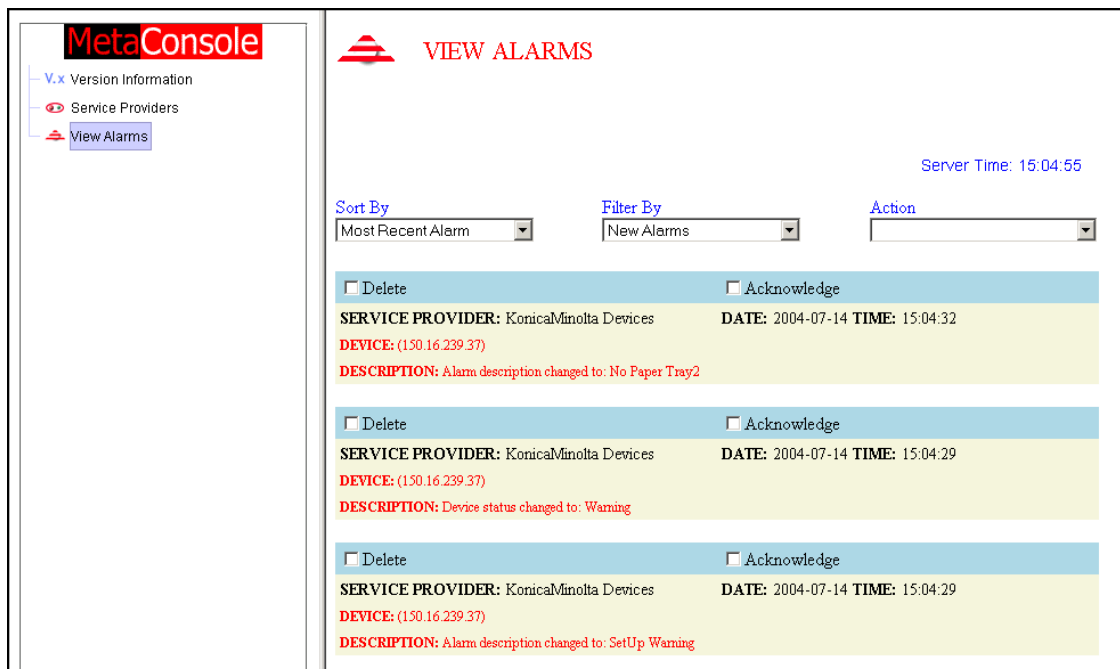 MetaConsole
V.x Version Information
Service Providers
View Alarms
VIEW ALARMS
Server Time: 15:04:55
Sort By Filter By Action
Most Recent Alarm New Alarms
Delete Acknowledge
SERVICE PROVIDER: KonicaMinolta Devices DATE: 2004-07-14 TIME: 15:04:32
DEVICE: (150.16.239.37)
DESCRIPTION: Alarm description changed to: No Paper Tray2
Delete Acknowledge
SERVICE PROVIDER: KonicaMinolta Devices DATE: 2004-07-14 TIME: 15:04:29
DEVICE: (150.16.239.37)
DESCRIPTION: Device status changed to: Warning
Delete Acknowledge
SERVICE PROVIDER: KonicaMinolta Devices DATE: 2004-07-14 TIME: 15:04:29
DEVICE: (150.16.239.37)
DESCRIPTION: Alarm description changed to: SetUp Warning